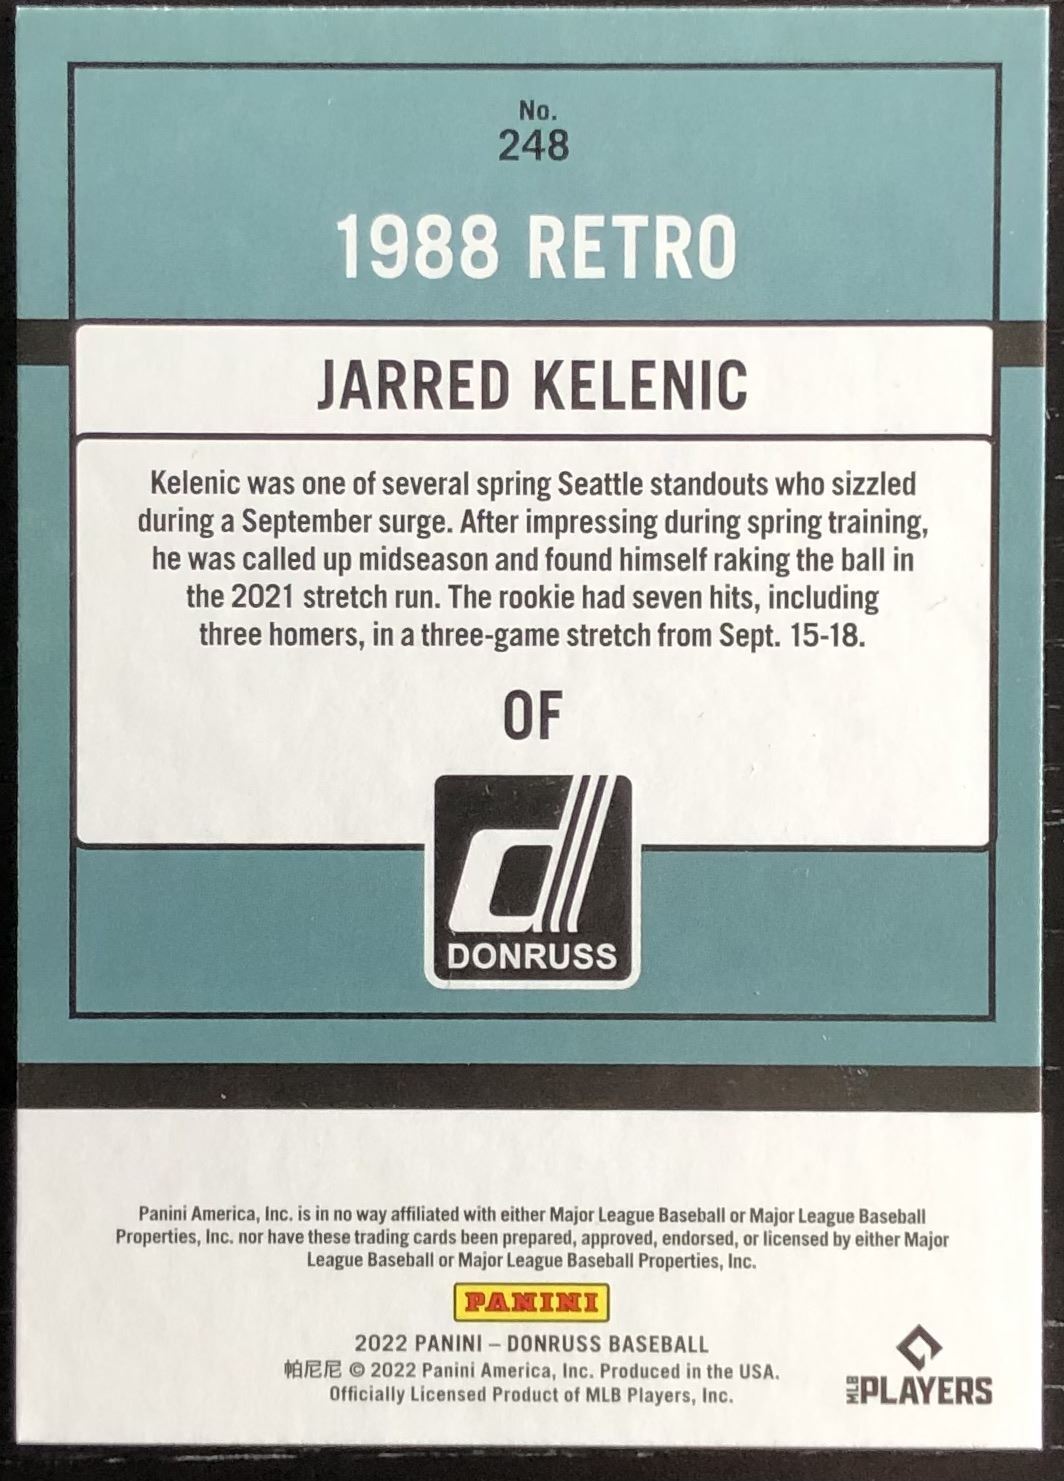 No.
248
1988 RETRO
JARRED KELENIC
Kelenic was one of several spring Seattle standouts who sizzled
during a September surge. After impressing during spring training,
he was called up midseason and found himself raking the ball in
the 2021 stretch run. The rookie had seven hits, including
three homers, in a three-game stretch from Sept. 15-18.
OF
DONRUSS
Panini America, Inc. is in no way affiliated with either Major League Baseball or Major League Baseball
Properties, Inc. nor have these trading cards been prepared, approved, endorsed, or licensed by either Major
League Baseball or Major League Baseball Properties, Inc.
PANINI
2022 PANINI – DONRUSS BASEBALL
帕尼尼 © 2022 Panini America, Inc. Produced in the USA.
Officially Licensed Product of MLB Players, Inc.
MLB PLAYERS